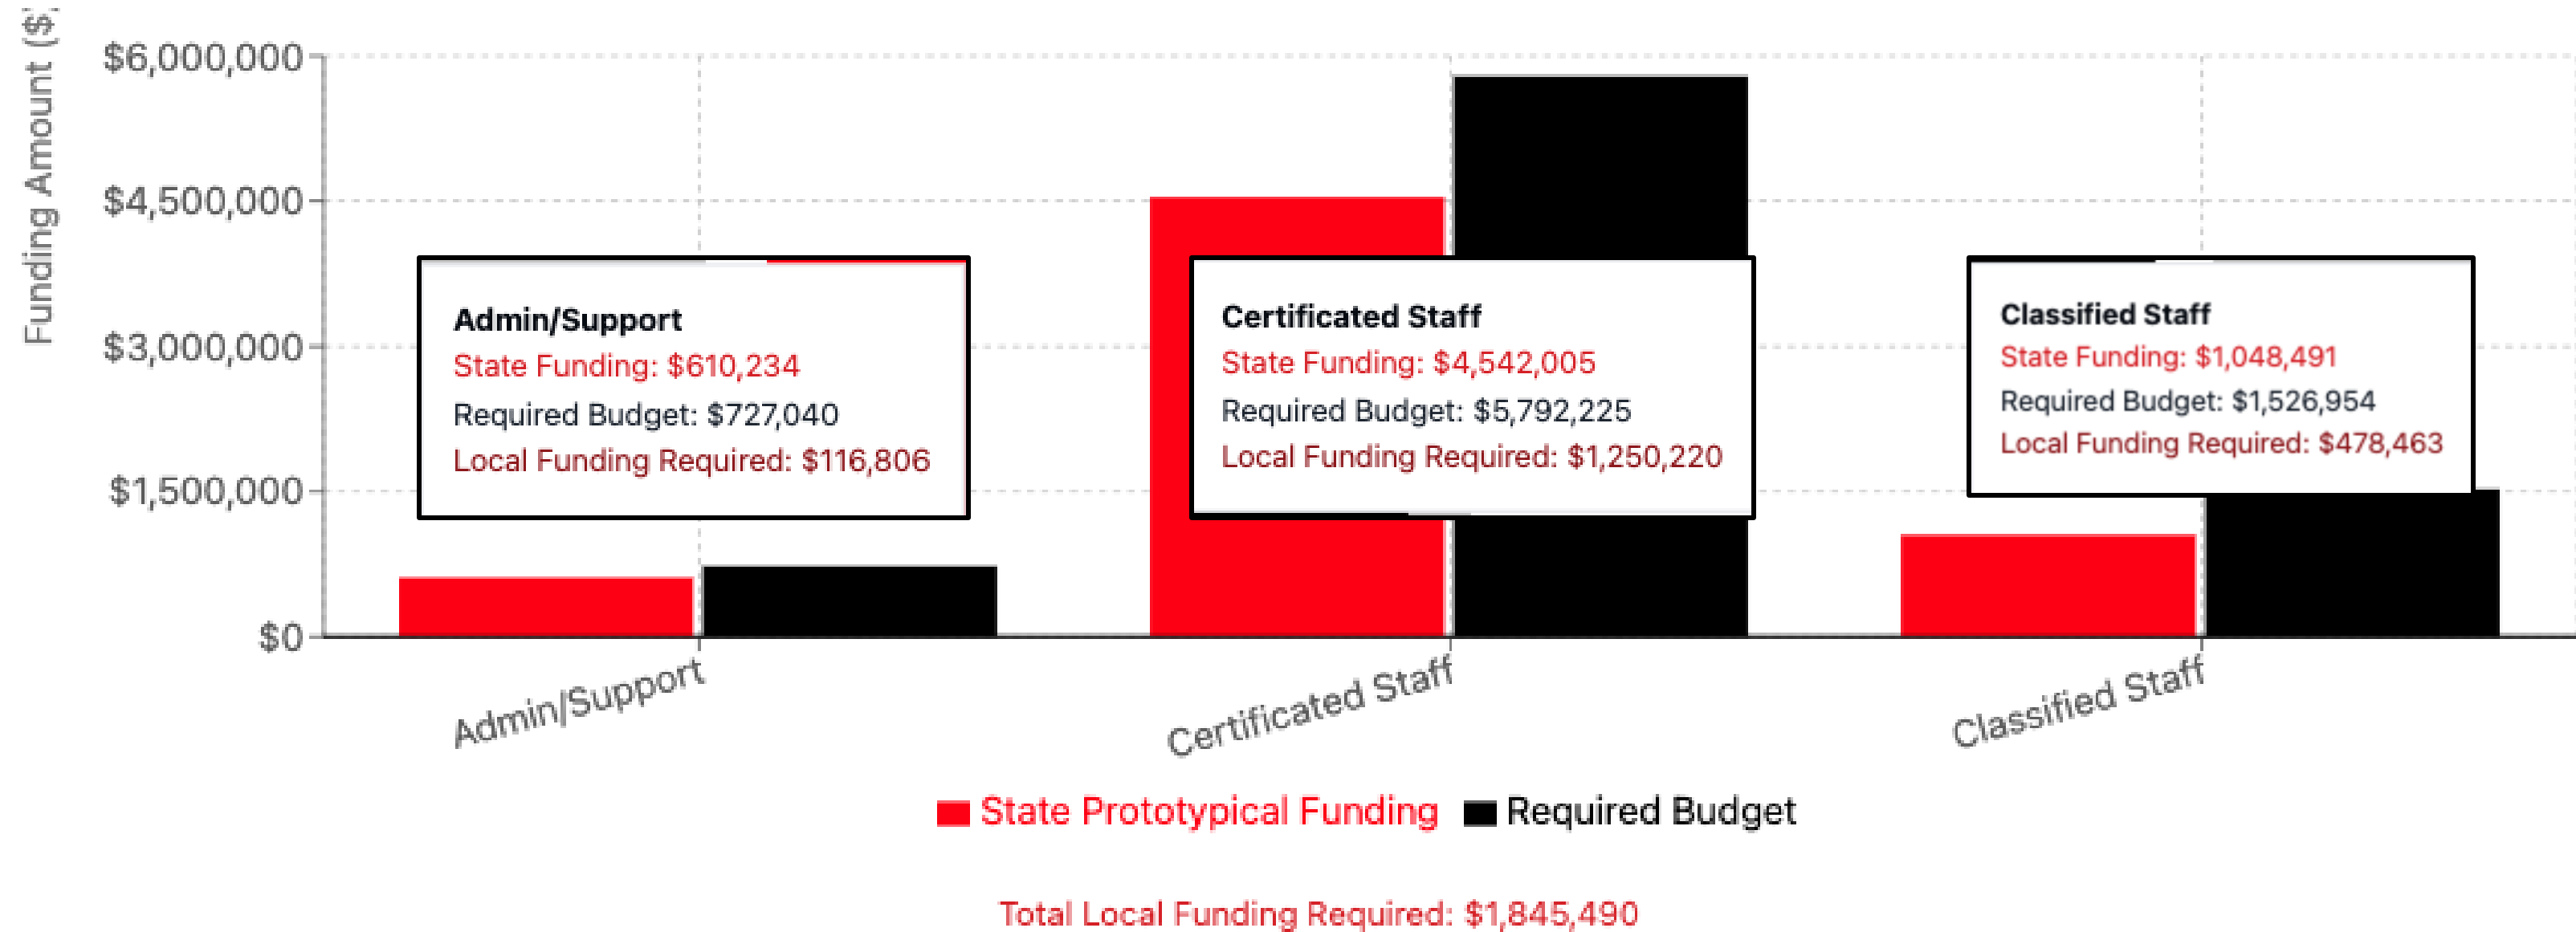 Funding Amount ($
$6,000,000
$4,500,000
$3,000,000
$1,500,000
$0
Admin/Support
State Funding: $610,234
Required Budget: $727,040
Local Funding Required: $116,806
Certificated Staff
State Funding: $4,542,005
Required Budget: $5,792,225
Local Funding Required: $1,250,220
Classified Staff
State Funding: $1,048,491
Required Budget: $1,526,954
Local Funding Required: $478,463
Admin/Support
Certificated Staff
Classified Staff
State Prototypical Funding
Required Budget
Total Local Funding Required: $1,845,490